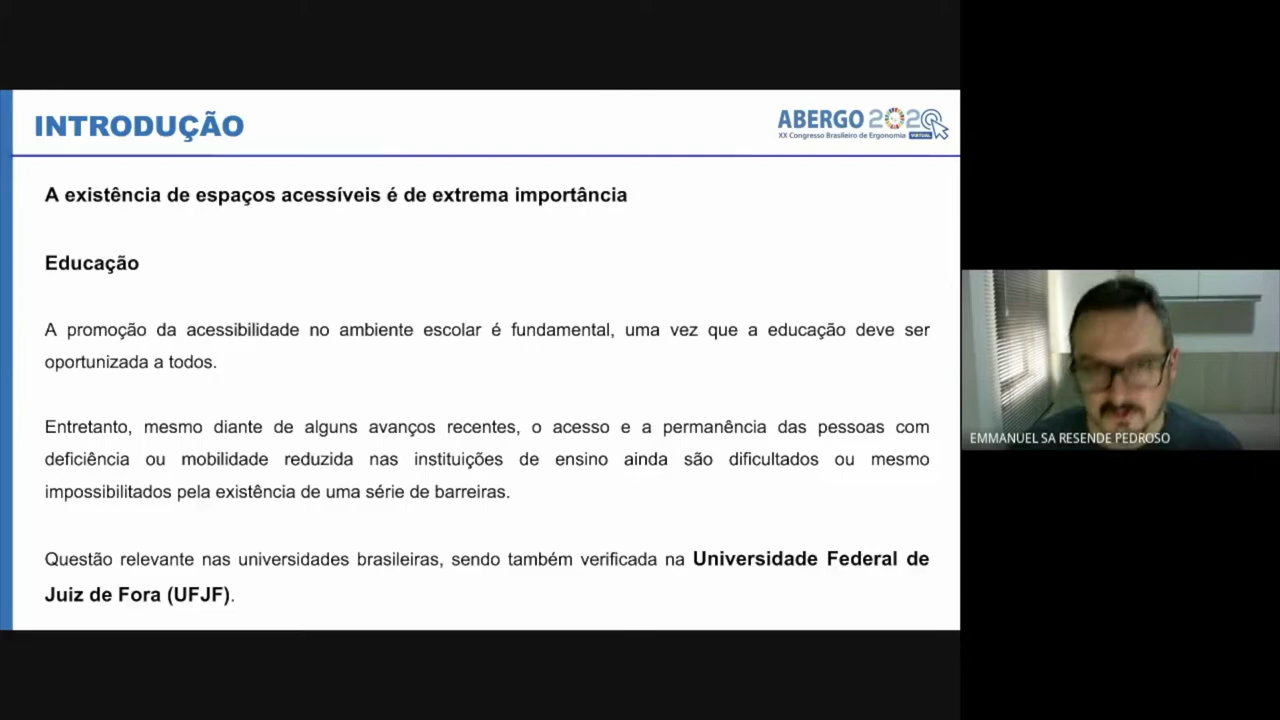 INTRODUÇÃO
ABERGO 2020
XX Congresso Brasileiro de Ergonomia VIRTUAL
A existência de espaços acessíveis é de extrema importância
Educação
A promoção da acessibilidade no ambiente escolar é fundamental, uma vez que a educação deve ser
oportunizada a todos.
Entretanto, mesmo diante de alguns avanços recentes, o acesso e a permanência das pessoas com
deficiência ou mobilidade reduzida nas instituições de ensino ainda são dificultados ou mesmo
impossibilitados pela existência de uma série de barreiras.
Questão relevante nas universidades brasileiras, sendo também verificada na Universidade Federal de
Juiz de Fora (UFJF).
EMMANUEL SA RESENDE PEDROSO